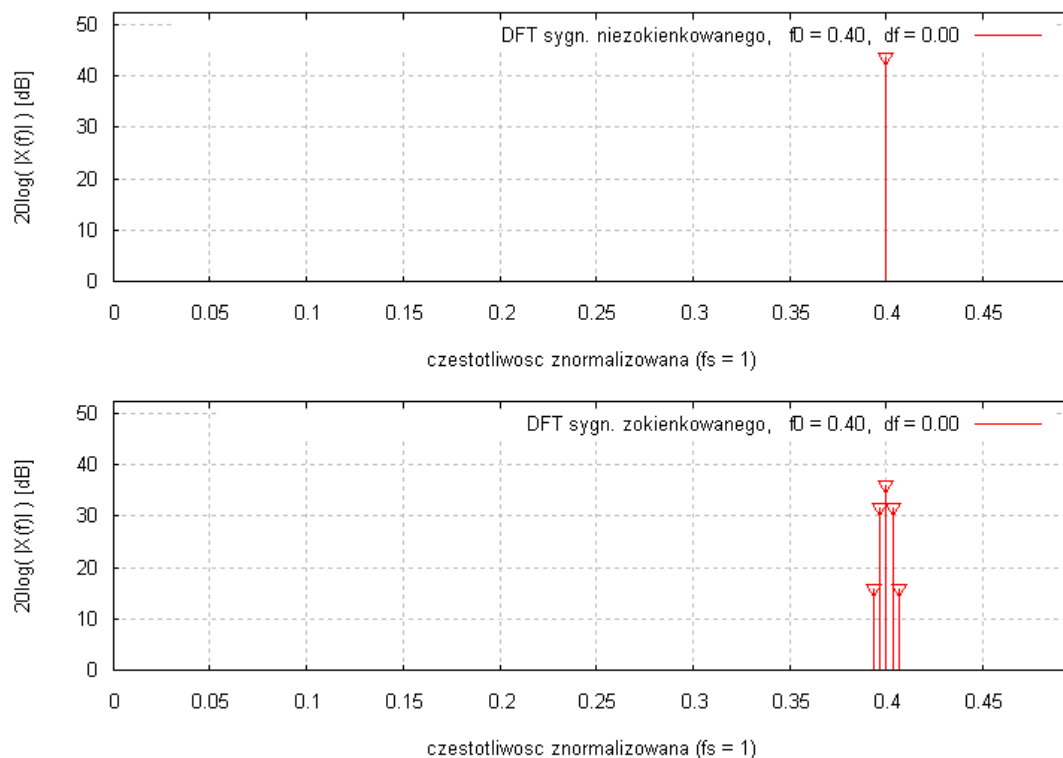 50
40
30
20
10
0
20log( |X(f)| ) [dB]
DFT sygn. niezokienkowanego, f0 = 0.40, df = 0.00
0 0.05 0.1 0.15 0.2 0.25 0.3 0.35 0.4 0.45
czestotliwosc znormalizowana (fs = 1)
50
40
30
20
10
0
20log( |X(f)| ) [dB]
DFT sygn. zokienkowanego, f0 = 0.40, df = 0.00
0 0.05 0.1 0.15 0.2 0.25 0.3 0.35 0.4 0.45
czestotliwosc znormalizowana (fs = 1)